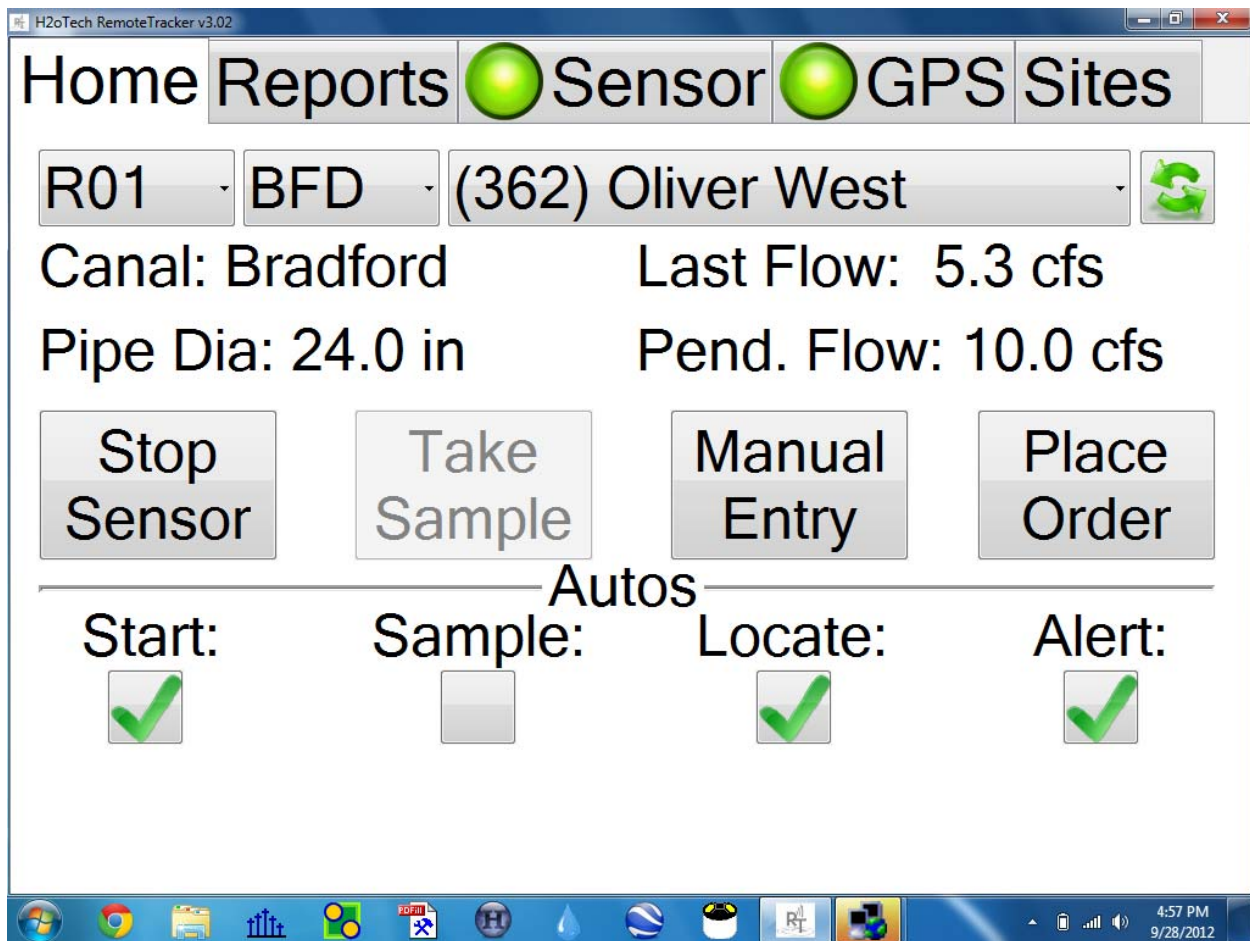 H2oTech RemoteTracker v3.02
Home Reports Sensor GPS Sites
R01 BFD (362) Oliver West
Canal: Bradford Last Flow: 5.3 cfs
Pipe Dia: 24.0 in Pend. Flow: 10.0 cfs
Stop Take Manual Place
Sensor Sample Entry Order
Autos
Start: Sample: Locate: Alert:
PDFill
H
RT
4:57 PM
9/28/2012